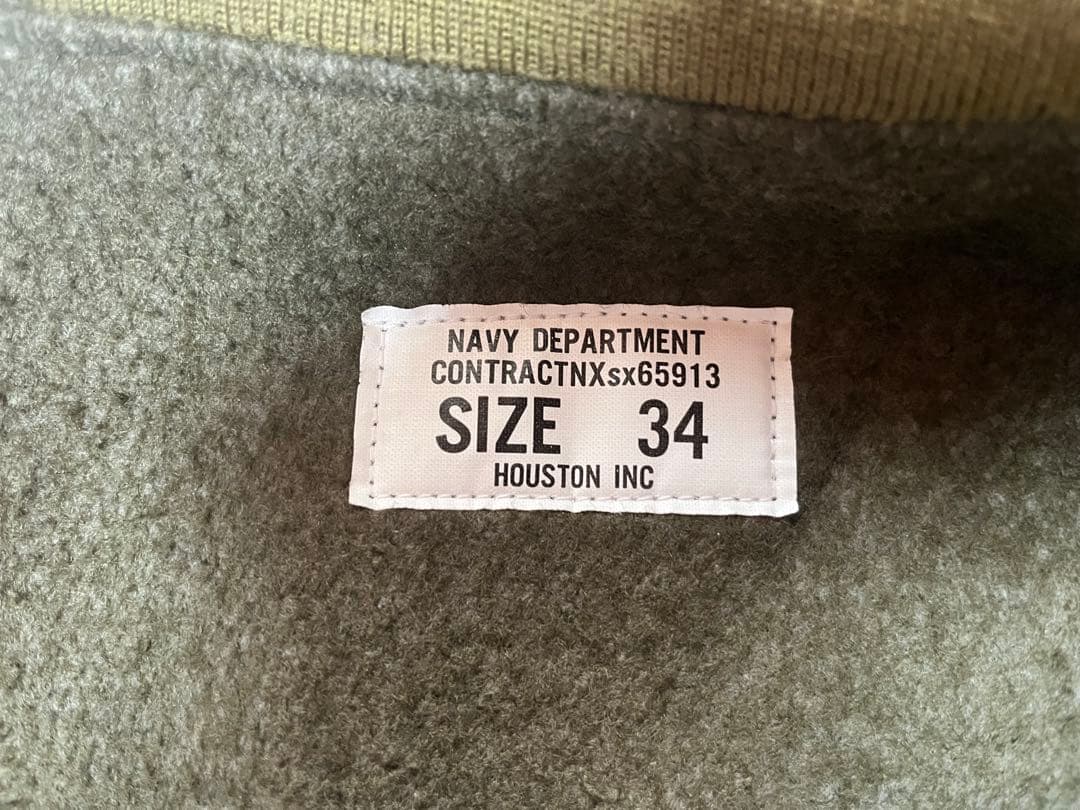 NAVY DEPARTMENT
CONTRACTNXsx65913
SIZE 34
HOUSTON INC